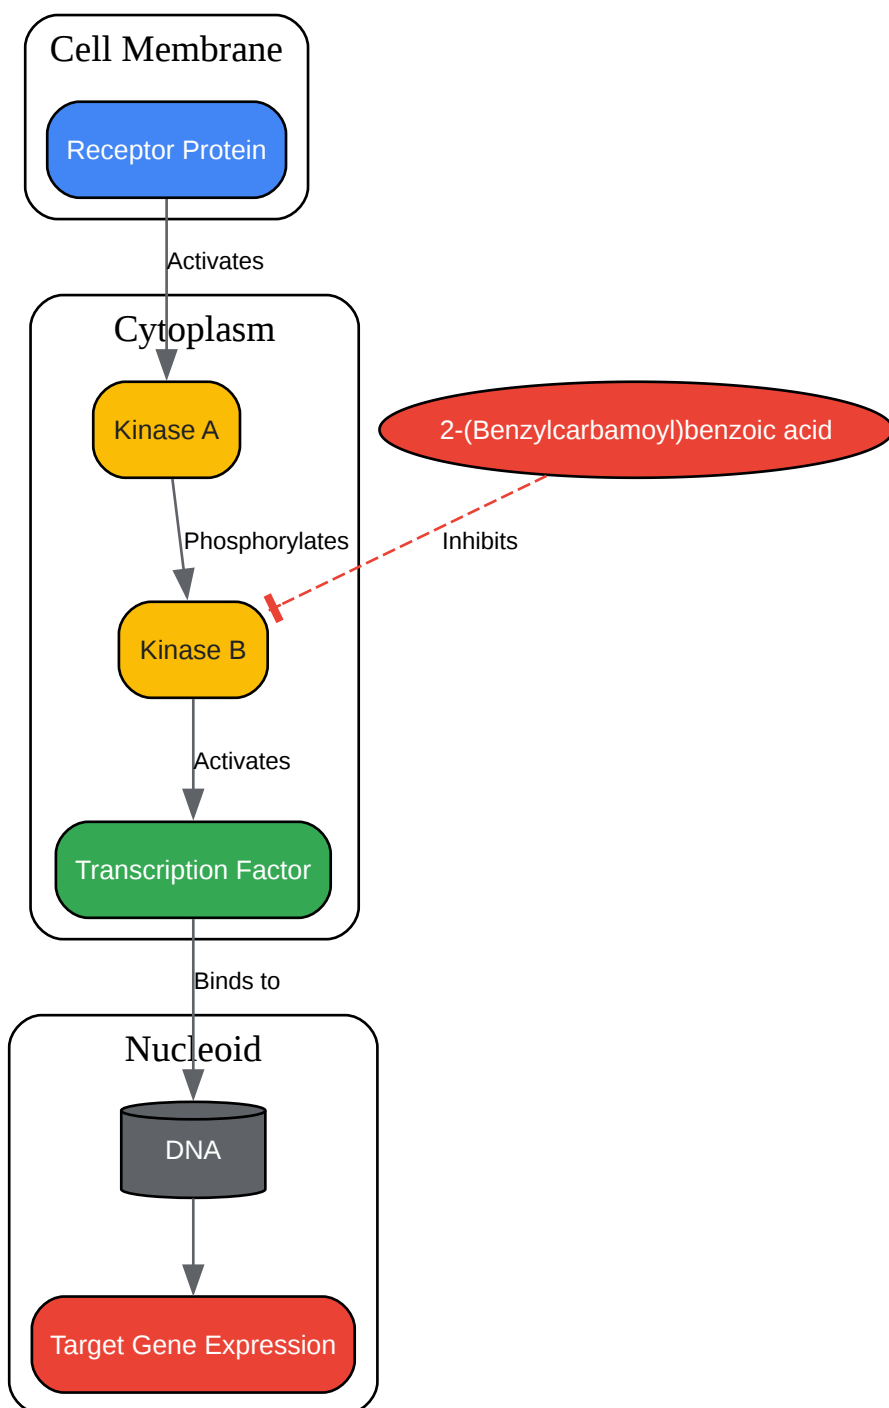 Cell Membrane
Receptor Protein
Activates
Cytoplasm
Kinase A
2-(Benzylcarbamoyl)benzoic acid
Phosphorylates
Inhibits
Kinase B
Activates
Transcription Factor
Binds to
Nucleoid
DNA
Target Gene Expression